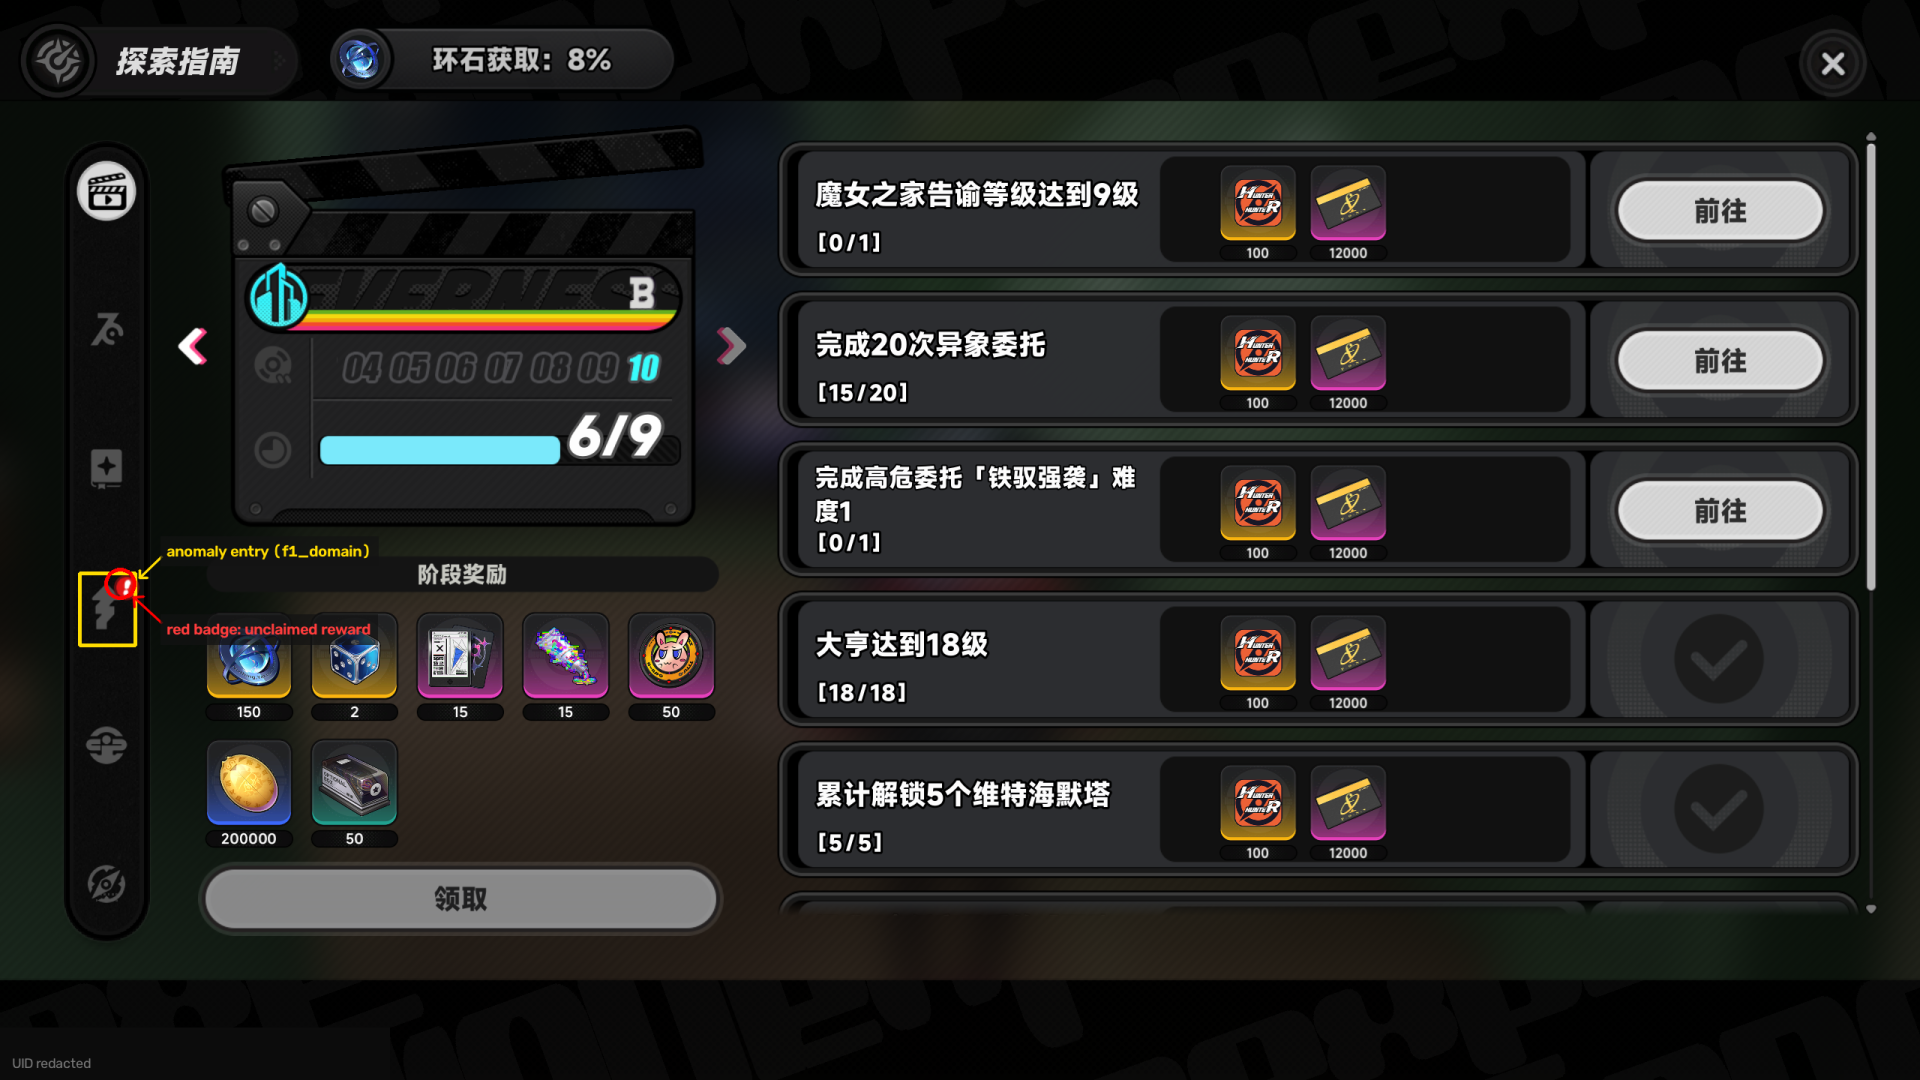 探索指南
环石获取：8%
魔女之家告谕等级达到9级
[0/1]
100
12000
前往
EVERNESS
B
04 05 06 07 08 09 10
6/9
完成20次异象委托
[15/20]
100
12000
前往
完成高危委托「铁驭强袭」难
度1
[0/1]
100
12000
前往
anomaly entry (f1_domain)
阶段奖励
red badge: unclaimed reward
150
2
15
15
50
200000
50
领取
大亨达到18级
[18/18]
100
12000
累计解锁5个维特海默塔
[5/5]
100
12000
UID redacted